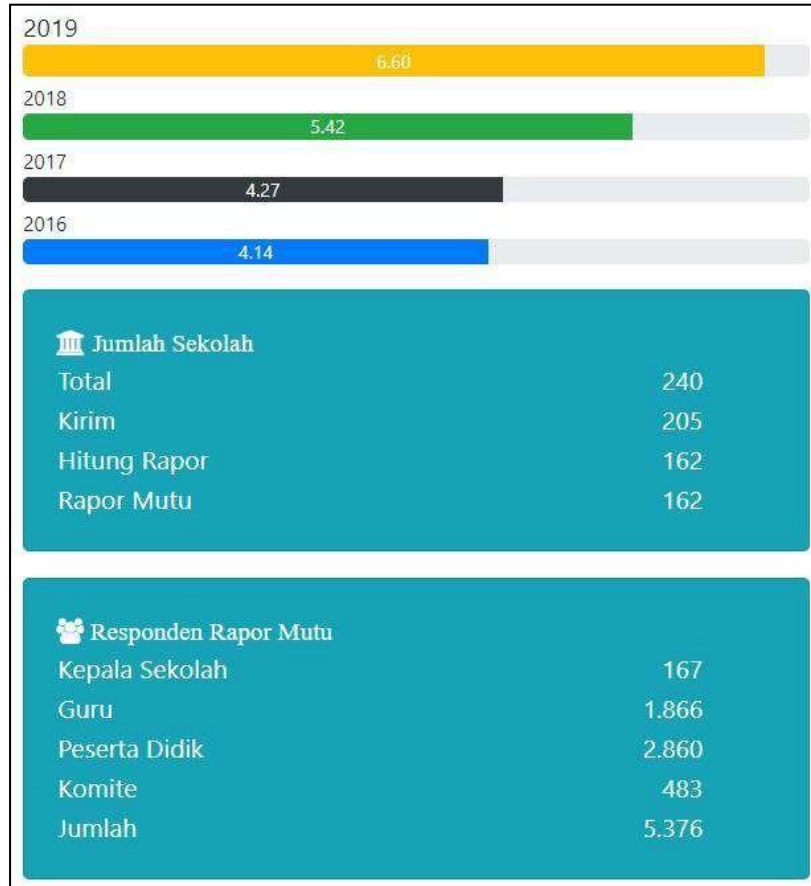 2019
6.60
2018
5.42
2017
4.27
2016
4.14
Jumlah Sekolah
Total 240
Kirim 205
Hitung Rapor 162
Rapor Mutu 162
Responden Rapor Mutu
Kepala Sekolah 167
Guru 1.866
Peserta Didik 2.860
Komite 483
Jumlah 5.376